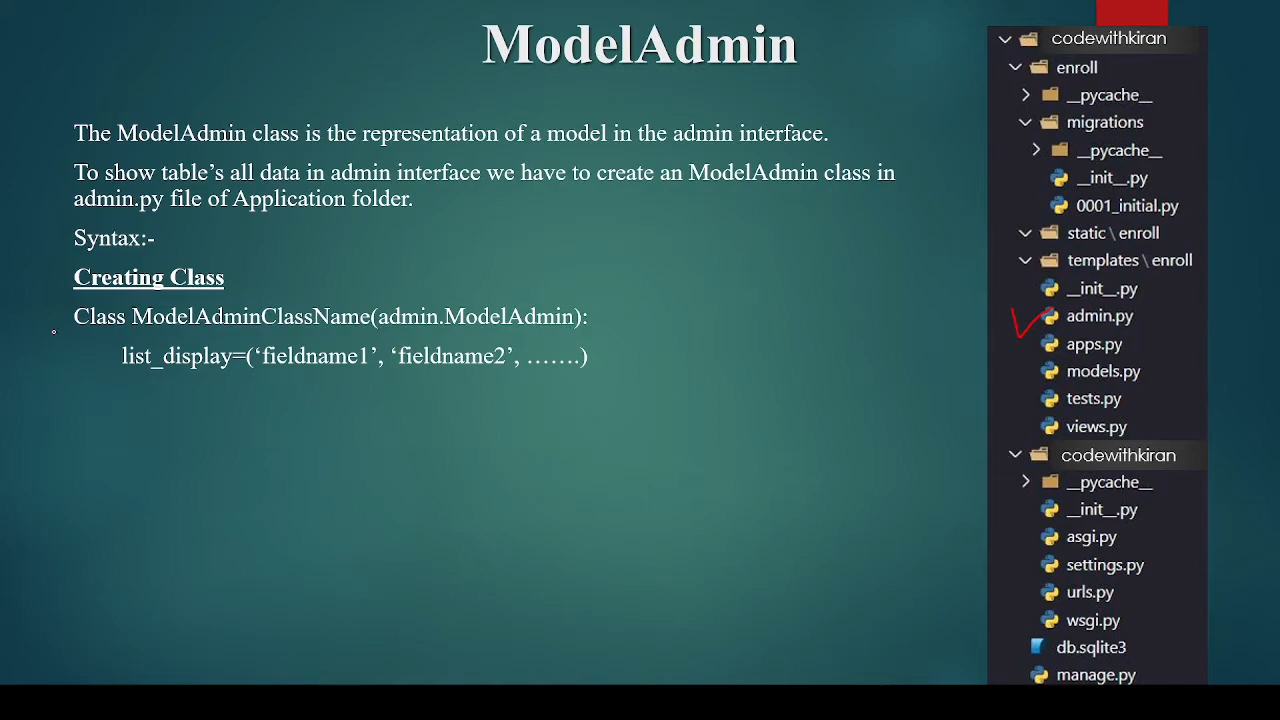 ModelAdmin
The ModelAdmin class is the representation of a model in the admin interface.
To show table’s all data in admin interface we have to create an ModelAdmin class in
admin.py file of Application folder.
Syntax:-
Creating Class
Class ModelAdminClassName(admin.ModelAdmin):
list_display=(‘fieldname1’, ‘fieldname2’, …….)
codewithkiran
enroll
__pycache__
migrations
__pycache__
__init__.py
0001_initial.py
static\enroll
templates\enroll
__init__.py
admin.py
apps.py
models.py
tests.py
views.py
codewithkiran
__pycache__
__init__.py
asgi.py
settings.py
urls.py
wsgi.py
db.sqlite3
manage.py